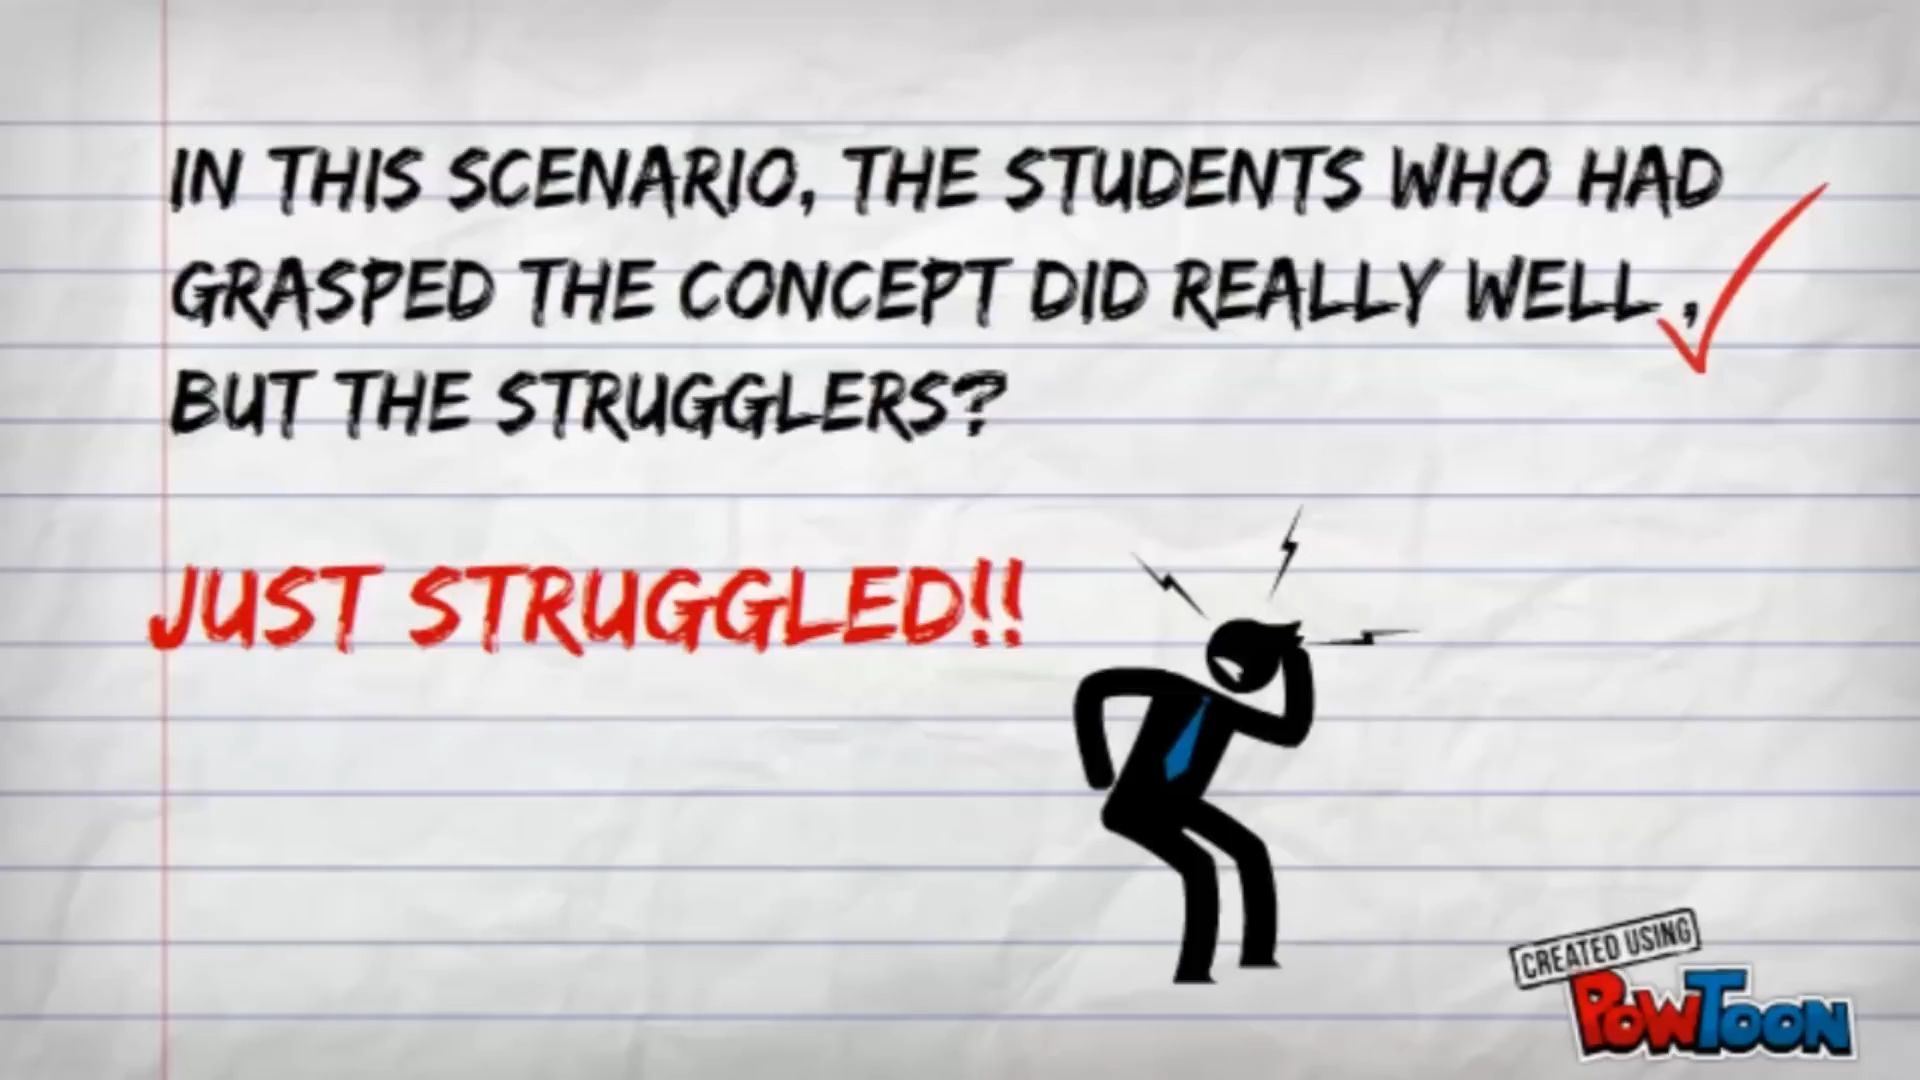 IN THIS SCENARIO, THE STUDENTS WHO HAD
GRASPED THE CONCEPT DID REALLY WELL ,
BUT THE STRUGGLERS?
JUST STRUGGLED!!
CREATED USING
POWTOON